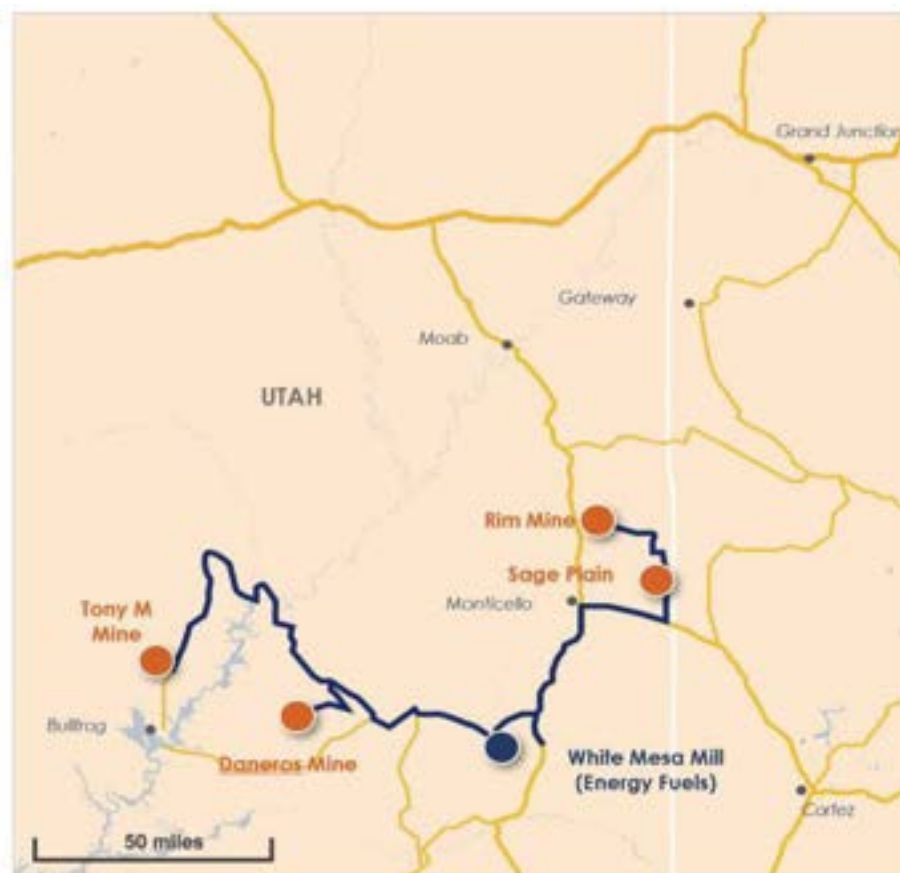 Grand Junction
Gateway
Moab
UTAH
Rim Mine
Sage Plain
Monticello
Tony M
Mine
Bullfrog
Daneros Mine
White Mesa Mill
(Energy Fuels)
Cortez
50 miles